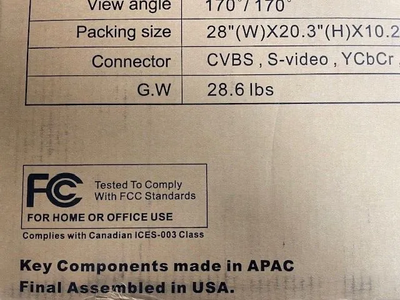 View angle 170°/ 170°
Packing size 28"(W)X20.3"(H)X10.2
Connector CVBS , S-video , YCbCr
G.W 28.6 lbs
FC Tested To Comply
With FCC Standards
FOR HOME OR OFFICE USE
Complies with Canadian ICES-003 Class
Key Components made in APAC
Final Assembled in USA.